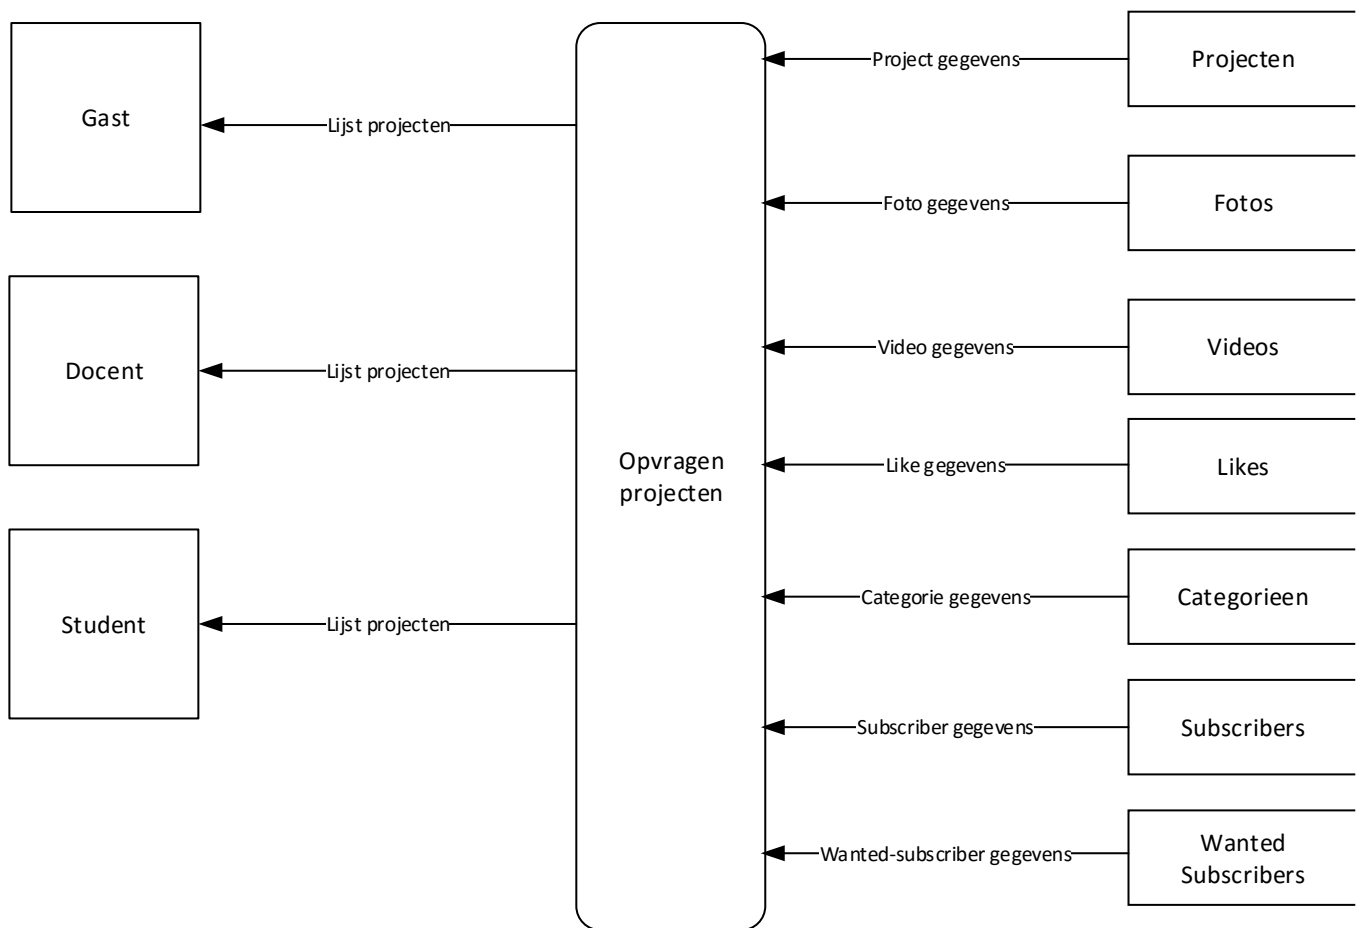 Gast
Lijst projecten
Docent
Lijst projecten
Student
Lijst projecten
Opvragen
projecten
Project gegevens
Projecten
Foto gegevens
Fotos
Video gegevens
Videos
Like gegevens
Likes
Categorie gegevens
Categorieen
Subscriber gegevens
Subscribers
Wanted-subscriber gegevens
Wanted
Subscribers